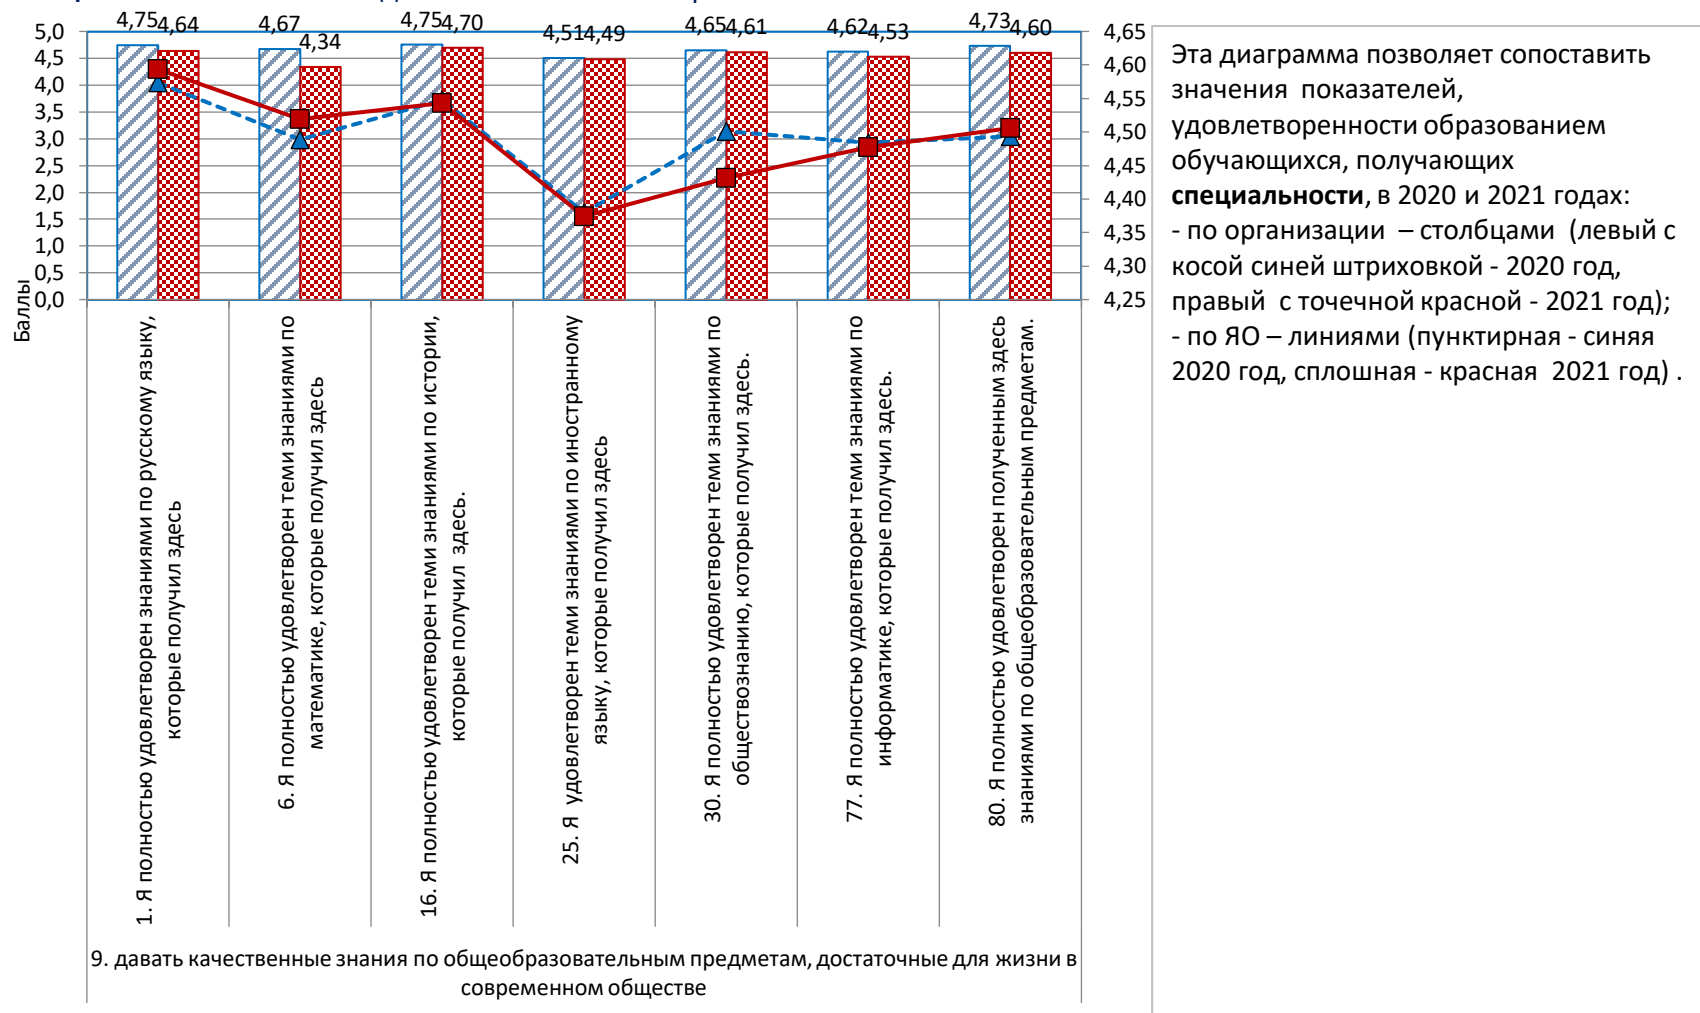 4,75 4,64 4,67 4,34 4,75 4,70 4,51 4,49 4,65 4,61 4,62 4,53 4,73 4,60
5,0
4,5
4,0
3,5
3,0
2,5
2,0
1,5
1,0
0,5
0,0
Баллы
4,65
4,60
4,55
4,50
4,45
4,40
4,35
4,30
4,25
1. Я полностью удовлетворен знаниями по русскому языку,
которые получил здесь
6. Я полностью удовлетворен теми знаниями по
математике, которые получил здесь
16. Я полностью удовлетворен теми знаниями по истории,
которые получил здесь.
25. Я удовлетворен теми знаниями по иностранному
языку, которые получил здесь
30. Я полностью удовлетворен теми знаниями по
обществознанию, которые получил здесь.
77. Я полностью удовлетворен теми знаниями по
информатике, которые получил здесь.
80. Я полностью удовлетворен полученным здесь
знаниями по общеобразовательным предметам.
9. давать качественные знания по общеобразовательным предметам, достаточные для жизни в
современном обществе
Эта диаграмма позволяет сопоставить
значения показателей,
удовлетворенности образованием
обучающихся, получающих
специальности, в 2020 и 2021 годах:
- по организации – столбцами (левый с
косой синей штриховкой - 2020 год,
правый с точечной красной - 2021 год);
- по ЯО – линиями (пунктирная - синяя
2020 год, сплошная - красная 2021 год) .